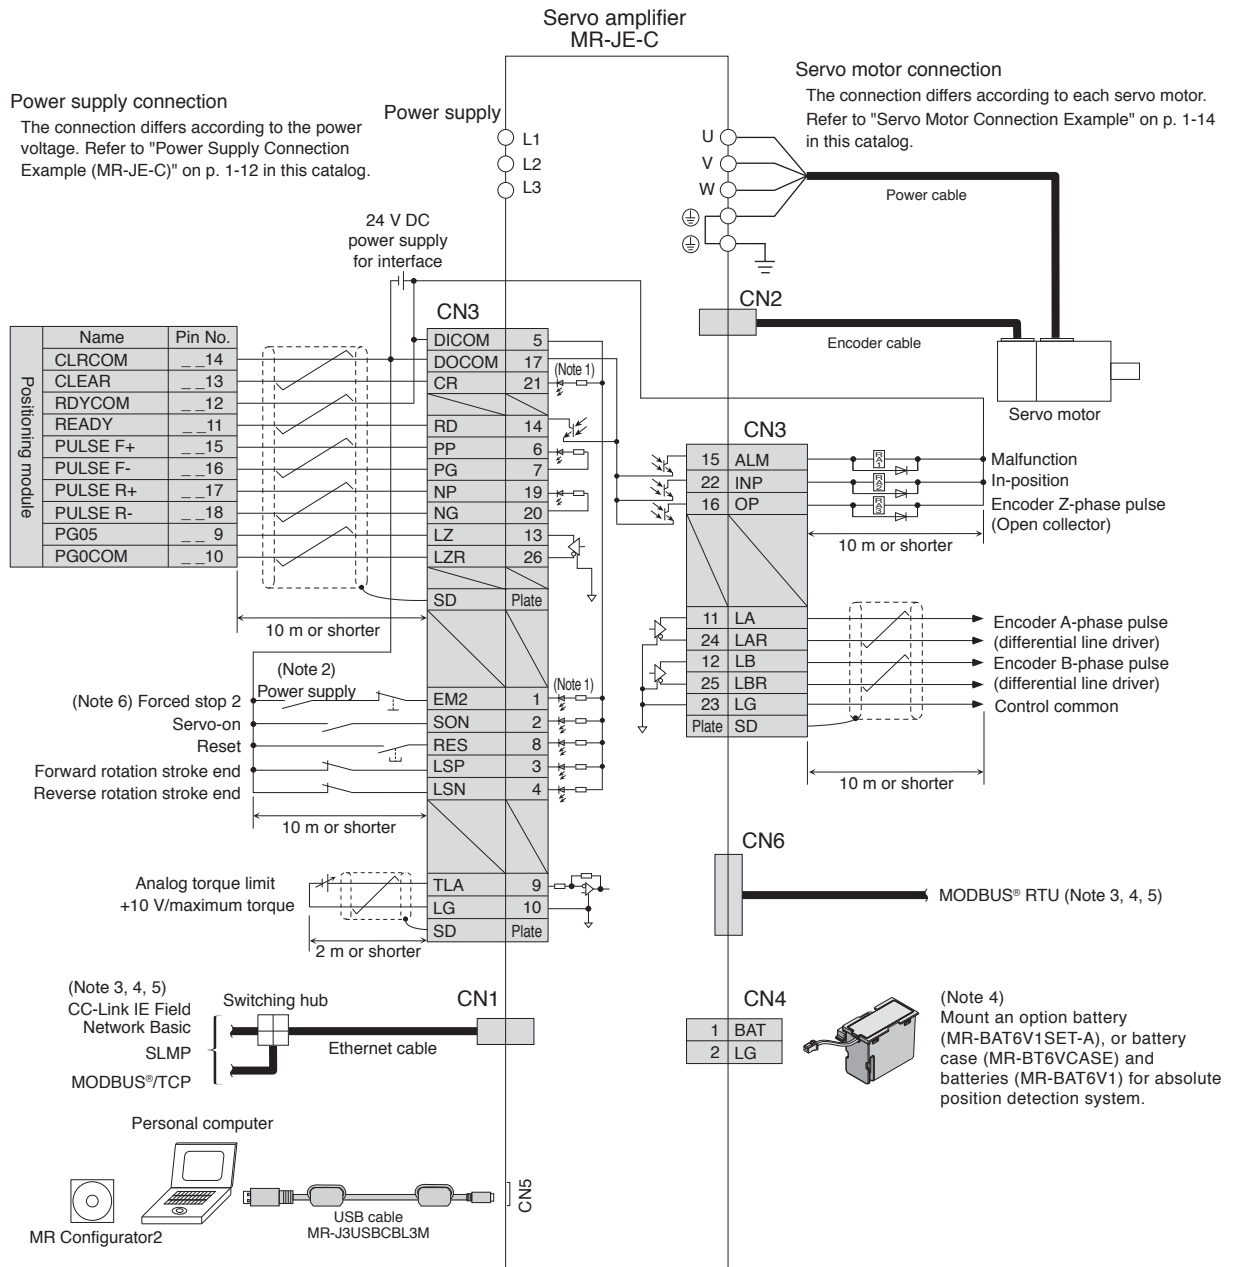 Servo amplifier
MR-JE-C
Power supply connection
The connection differs according to the power
voltage. Refer to "Power Supply Connection
Example (MR-JE-C)" on p. 1-12 in this catalog.
Power supply
L1
L2
L3
Servo motor connection
The connection differs according to each servo motor.
Refer to "Servo Motor Connection Example" on p. 1-14
in this catalog.
U
V
W
Power cable
24 V DC
power supply
for interface
CN2
Encoder cable
Servo motor
Positioning module
Name Pin No.
CLRCOM _ _14
CLEAR _ _13
RDYCOM _ _12
READY _ _11
PULSE F+ _ _15
PULSE F- _ _16
PULSE R+ _ _17
PULSE R- _ _18
PG05 _ _ 9
PG0COM _ _10
10 m or shorter
CN3
DICOM 5
DOCOM 17
CR 21
RD 14
PP 6
PG 7
NP 19
NG 20
LZ 13
LZR 26
SD Plate
(Note 1)
(Note 2)
Power supply
(Note 6) Forced stop 2
Servo-on
Reset
Forward rotation stroke end
Reverse rotation stroke end
10 m or shorter
EM2 1
SON 2
RES 8
LSP 3
LSN 4
(Note 1)
Analog torque limit
+10 V/maximum torque
2 m or shorter
TLA 9
LG 10
SD Plate
CN3
15 ALM
22 INP
16 OP
RA1
RA2
RA3
Malfunction
In-position
Encoder Z-phase pulse
(Open collector)
10 m or shorter
11 LA
24 LAR
12 LB
25 LBR
23 LG
Plate SD
Encoder A-phase pulse
(differential line driver)
Encoder B-phase pulse
(differential line driver)
Control common
10 m or shorter
CN6
MODBUS® RTU (Note 3, 4, 5)
(Note 3, 4, 5)
CC-Link IE Field
Network Basic
SLMP
MODBUS®/TCP
Switching hub
Ethernet cable
CN1
CN4
1 BAT
2 LG
(Note 4)
Mount an option battery
(MR-BAT6V1SET-A), or battery
case (MR-BT6VCASE) and
batteries (MR-BAT6V1) for absolute
position detection system.
Personal computer
MR Configurator2
USB cable
MR-J3USBCBL3M
CN5